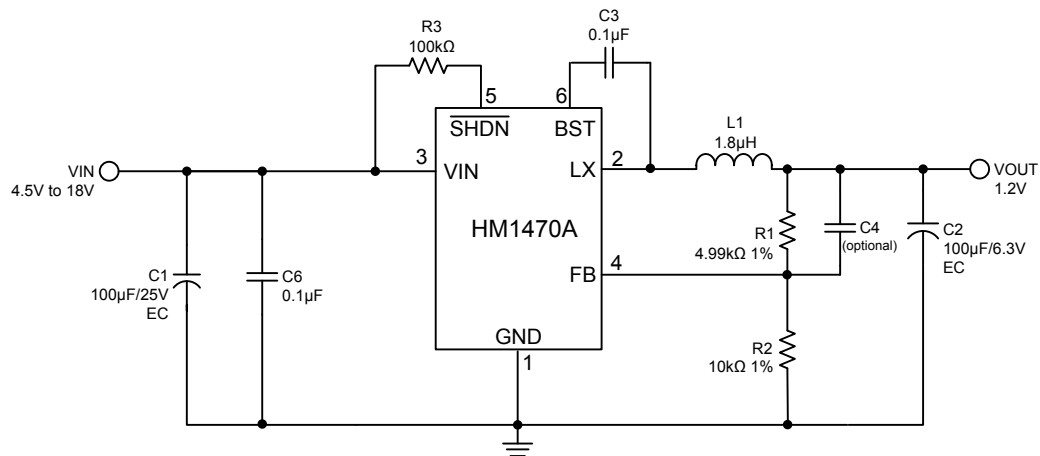 C3
0.1µF
R3
100kΩ
5
6
SHDN
BST
L1
1.8µH
VIN
4.5V to 18V
3
VIN
LX
2
VOUT
1.2V
HM1470A
R1
4.99kΩ 1%
C4
(optional)
C2
100µF/6.3V
EC
C1
100µF/25V
EC
C6
0.1µF
FB
4
GND
1
R2
10kΩ 1%